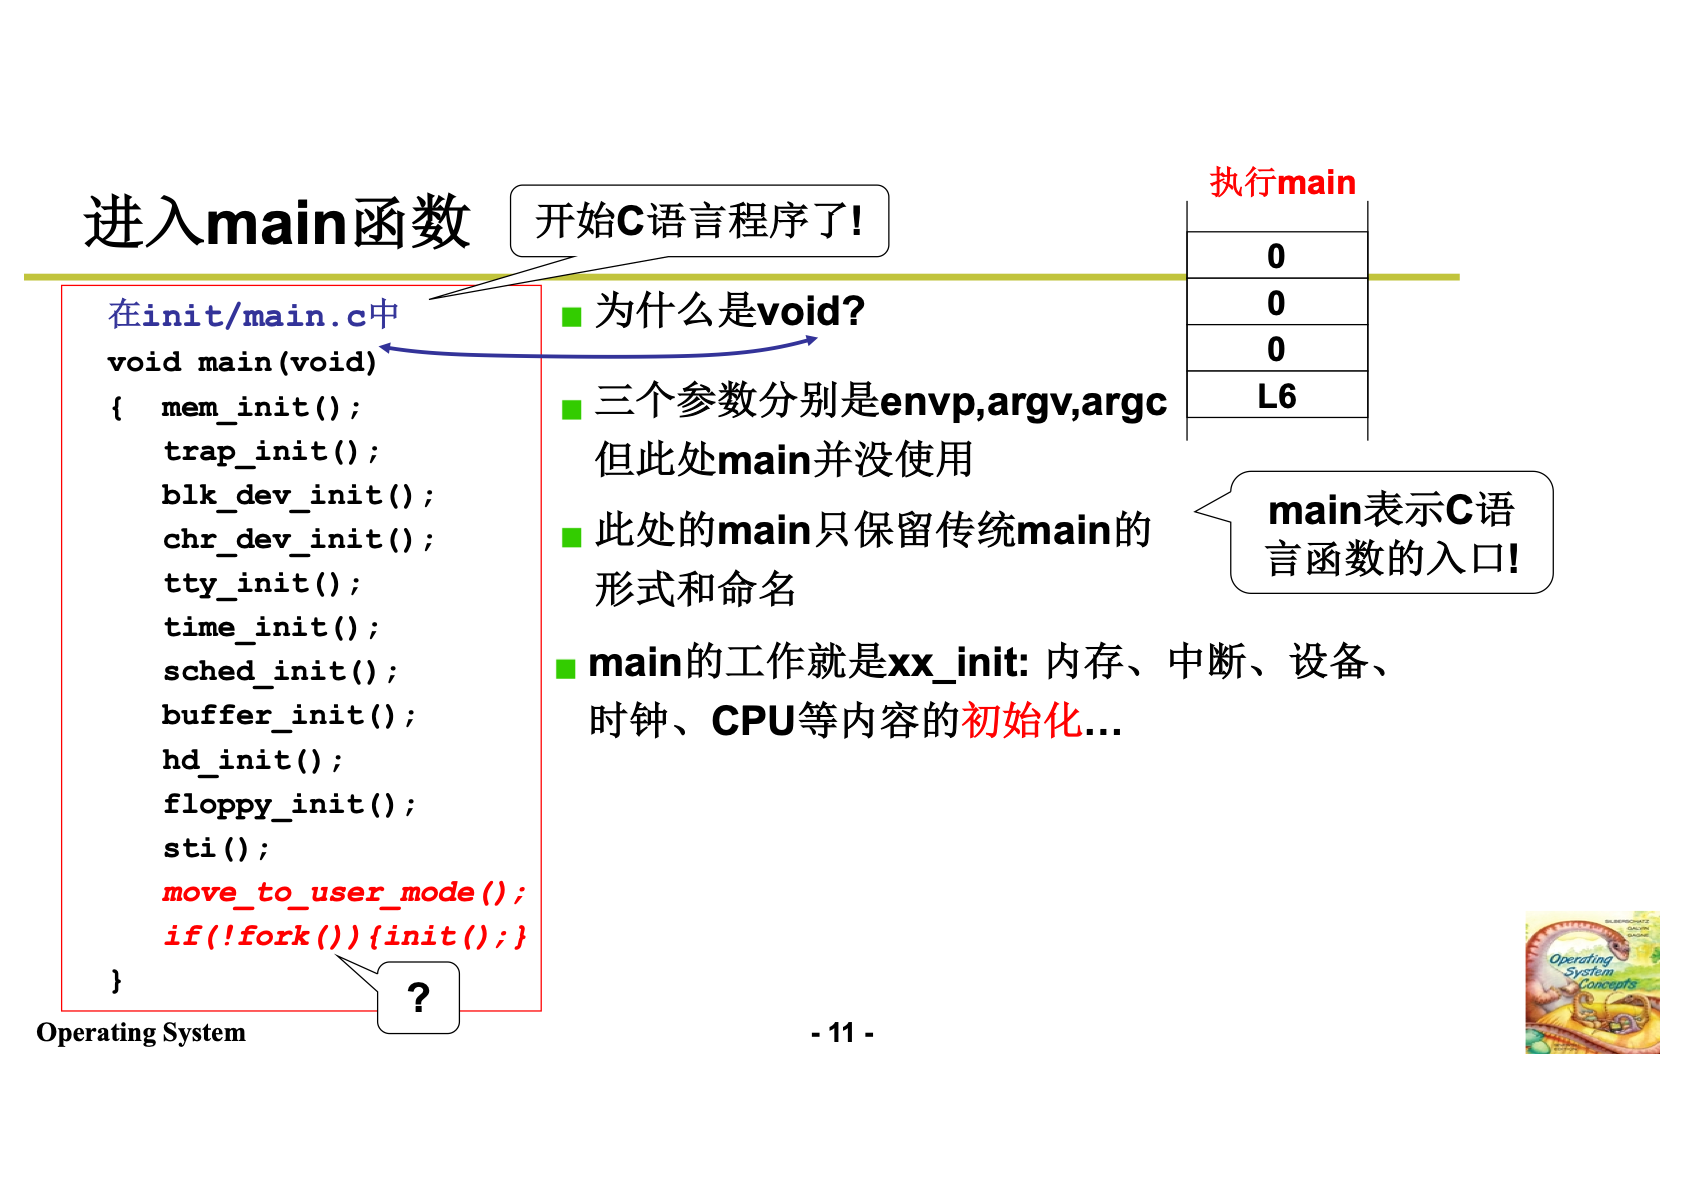 进入main函数
开始C语言程序了!
执行main
0
0
0
L6
在init/main.c中
void main(void)
{ mem_init();
trap_init();
blk_dev_init();
chr_dev_init();
tty_init();
time_init();
sched_init();
buffer_init();
hd_init();
floppy_init();
sti();
move_to_user_mode();
if(!fork()){init();}
}
?
为什么是void?
三个参数分别是envp,argv,argc
但此处main并没使用
此处的main只保留传统main的
形式和命名
main表示C语
言函数的入口!
main的工作就是xx_init: 内存、中断、设备、
时钟、CPU等内容的初始化…
SILBERSCHATZ
GALVIN
GAGNE
Operating
System
Concepts
Operating System
- 11 -